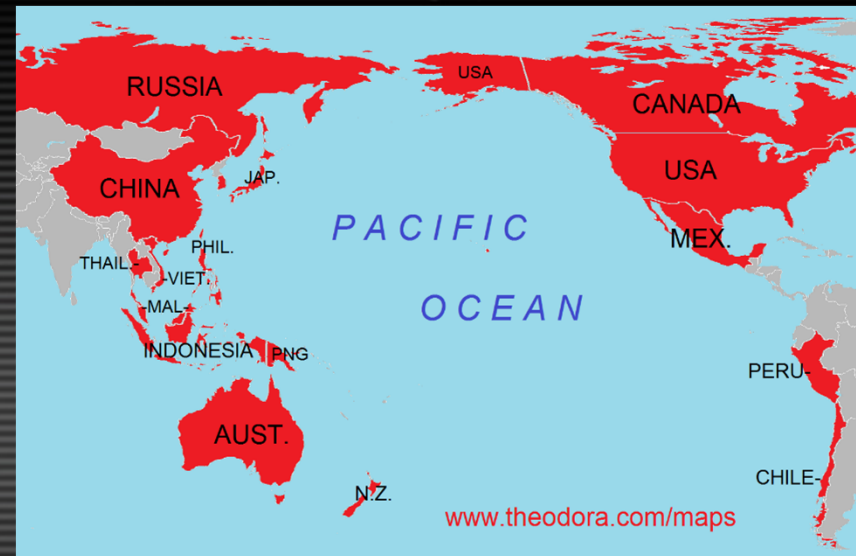 RUSSIA
USA
CANADA
USA
CHINA
JAP.
PACIFIC
OCEAN
MEX.
PHIL.
THAIL.-
-VIET.
-MAL-
INDONESIA
PNG
PERU-
AUST.
CHILE-
N.Z.
www.theodora.com/maps